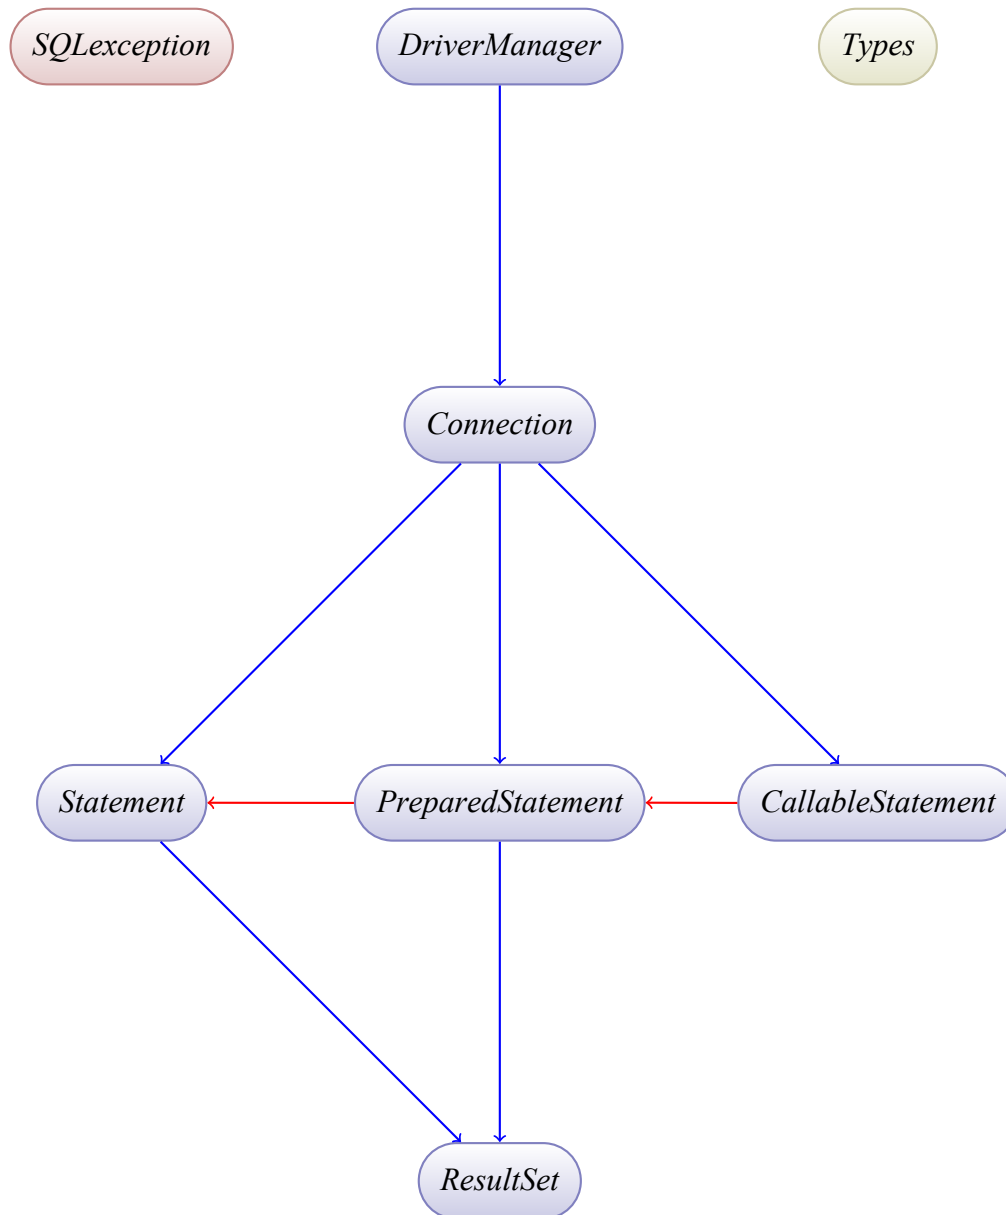 SQLexception
DriverManager
Types
Connection
Statement
PreparedStatement
CallableStatement
ResultSet